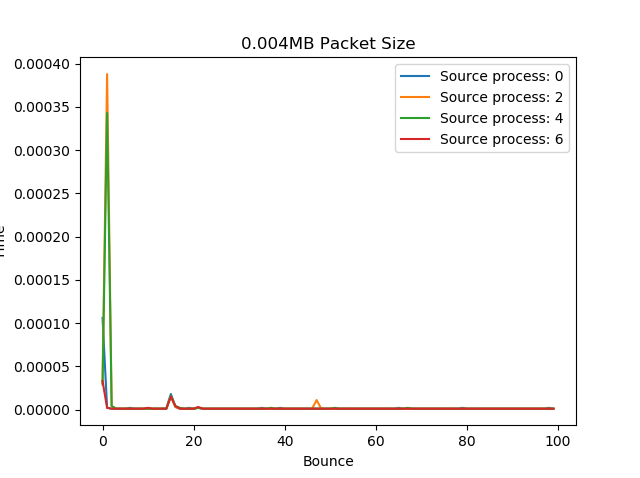 0.004MB Packet Size
Source process: 0
Source process: 2
Source process: 4
Source process: 6
0.00040
0.00035
0.00030
0.00025
0.00020
0.00015
0.00010
0.00005
0.00000
0 20 40 60 80 100
Bounce